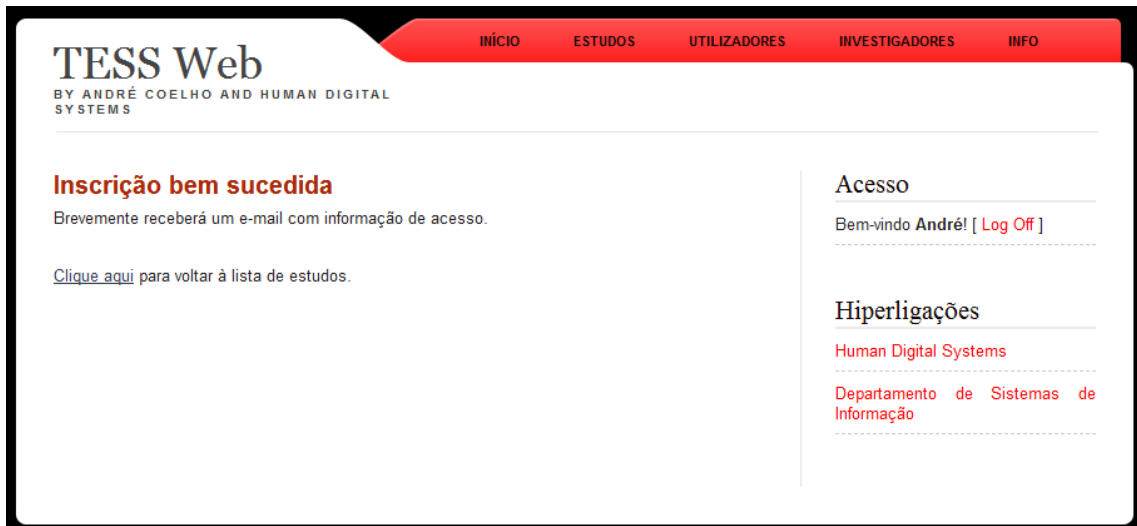 INÍCIO ESTUDOS UTILIZADORES INVESTIGADORES INFO
TESS Web
BY ANDRÉ COELHO AND HUMAN DIGITAL
SYSTEMS
Inscrição bem sucedida
Brevemente receberá um e-mail com informação de acesso.
Clique aqui para voltar à lista de estudos.
Acesso
Bem-vindo André! [ Log Off ]
Hiperligações
Human Digital Systems
Departamento de Sistemas de
Informação